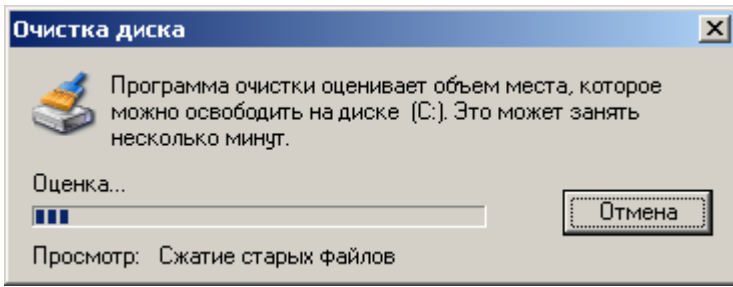 Очистка диска
Программа очистки оценивает объем места, которое
можно освободить на диске (C:). Это может занять
несколько минут.
Оценка...
Отмена
Просмотр: Сжатие старых файлов